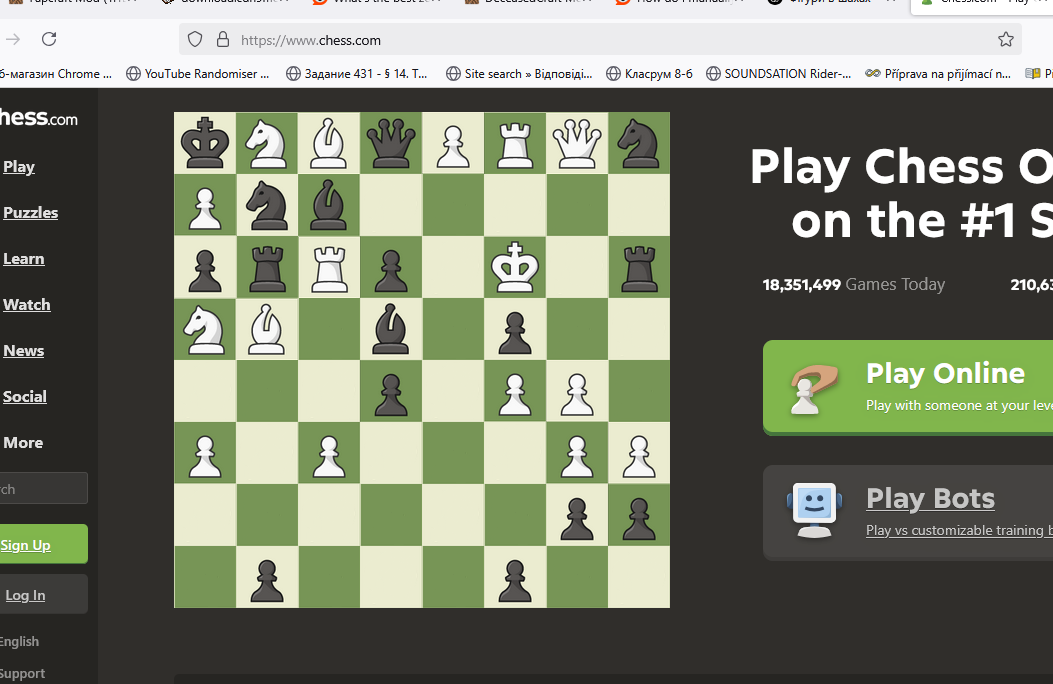 https://www.chess.com
б-магазин Chrome ...
YouTube Randomiser ...
Задание 431 - § 14. Т...
Site search » Відповіді...
Класрум 8-б
SOUNDSATION Rider-...
Příprava na přijímací n...
hess.com
Play
Puzzles
Learn
Watch
News
Social
More
rch
Sign Up
Log In
English
Support
Play Chess O
on the #1 S
18,351,499 Games Today
210,63
Play Online
Play with someone at your leve
Play Bots
Play vs customizable training b